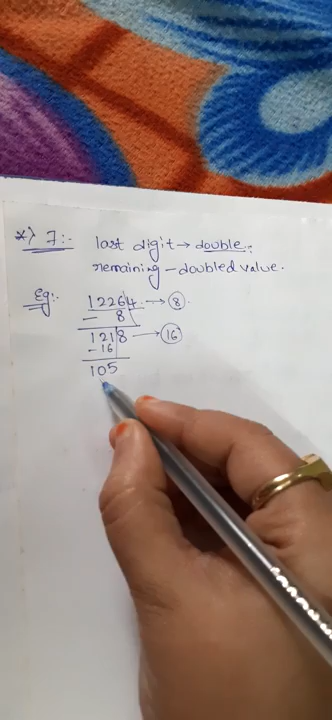 *) 7:- last digit → double.
remaining - doubled value.
Eg:- 12264 → 8
- 8
1218 → 16
- 16
105